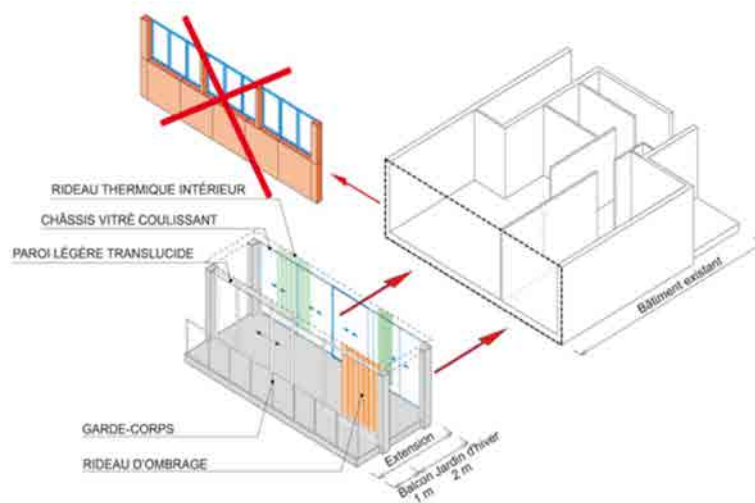 RIDEAU THERMIQUE INTÉRIEUR
CHÂSSIS VITRÉ COULISSANT
PAROI LÉGÈRE TRANSLUCIDE
Bâtiment existant
GARDE-CORPS
RIDEAU D'OMBRAGE
Extension
Balcon Jardin d'hiver
1 m 2 m